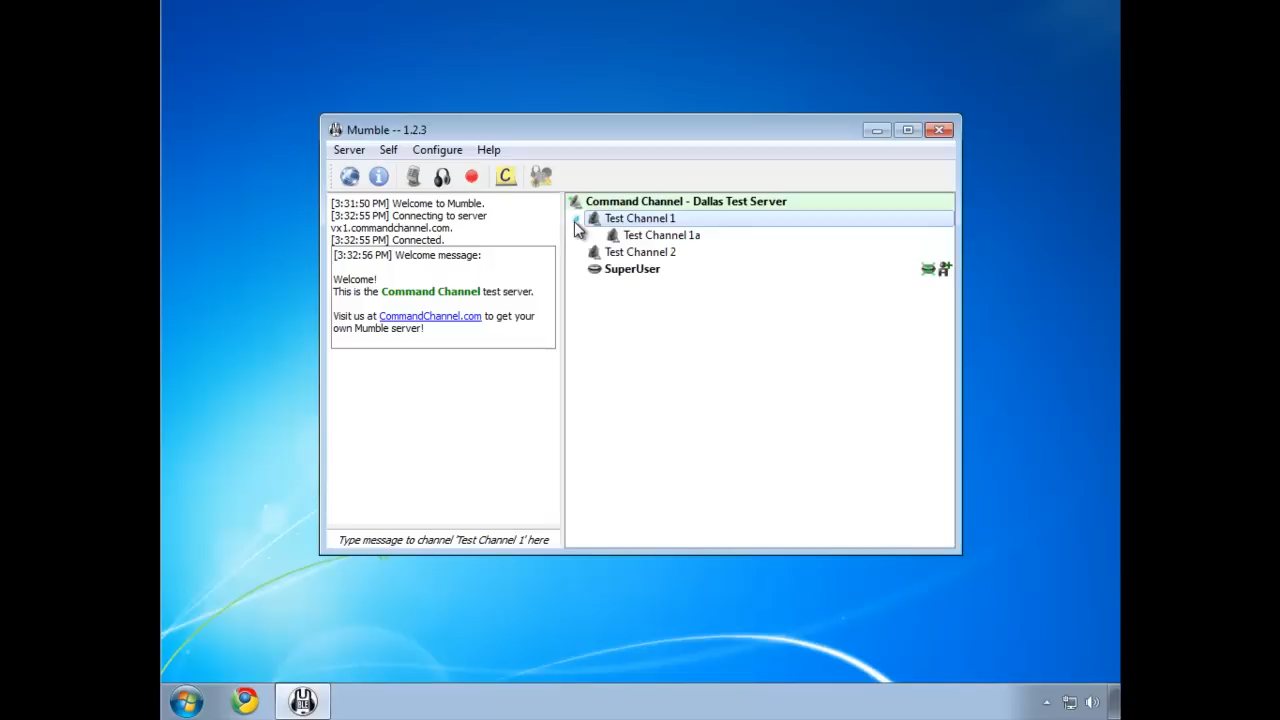 Mumble -- 1.2.3
Server Self Configure Help
C
[3:31:50 PM] Welcome to Mumble.
[3:32:55 PM] Connecting to server
vx1.commandchannel.com.
[3:32:55 PM] Connected.
[3:32:56 PM] Welcome message:
Welcome!
This is the Command Channel test server.
Visit us at CommandChannel.com to get your
own Mumble server!
Type message to channel 'Test Channel 1' here
Command Channel - Dallas Test Server
Test Channel 1
Test Channel 1a
Test Channel 2
SuperUser
BLE